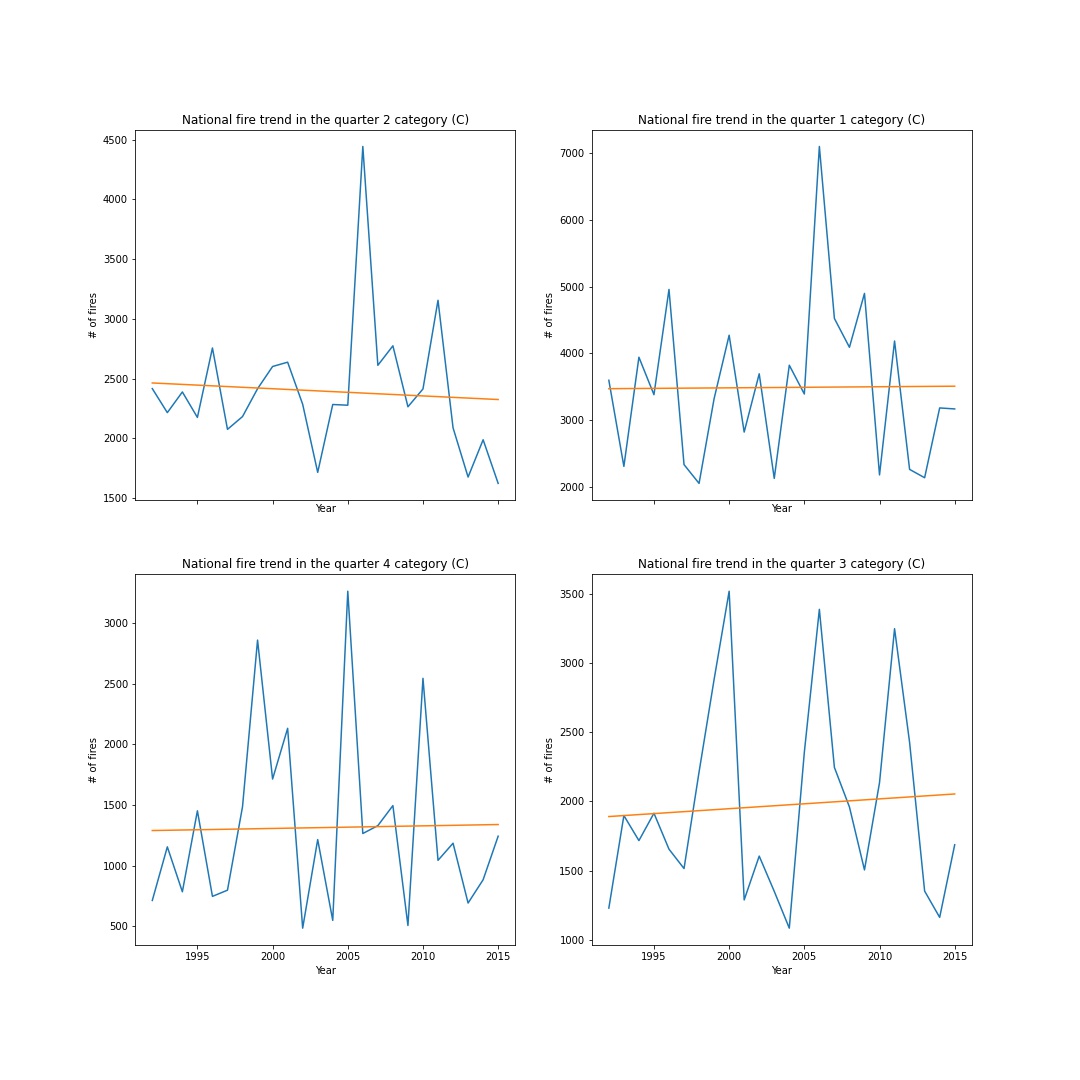 National fire trend in the quarter 2 category (C)
4500
4000
3500
3000
2500
2000
1500
# of fires
Year
National fire trend in the quarter 1 category (C)
7000
6000
5000
4000
3000
2000
# of fires
Year
National fire trend in the quarter 4 category (C)
3000
2500
2000
1500
1000
500
# of fires
1995 2000 2005 2010 2015
Year
National fire trend in the quarter 3 category (C)
3500
3000
2500
2000
1500
1000
# of fires
1995 2000 2005 2010 2015
Year